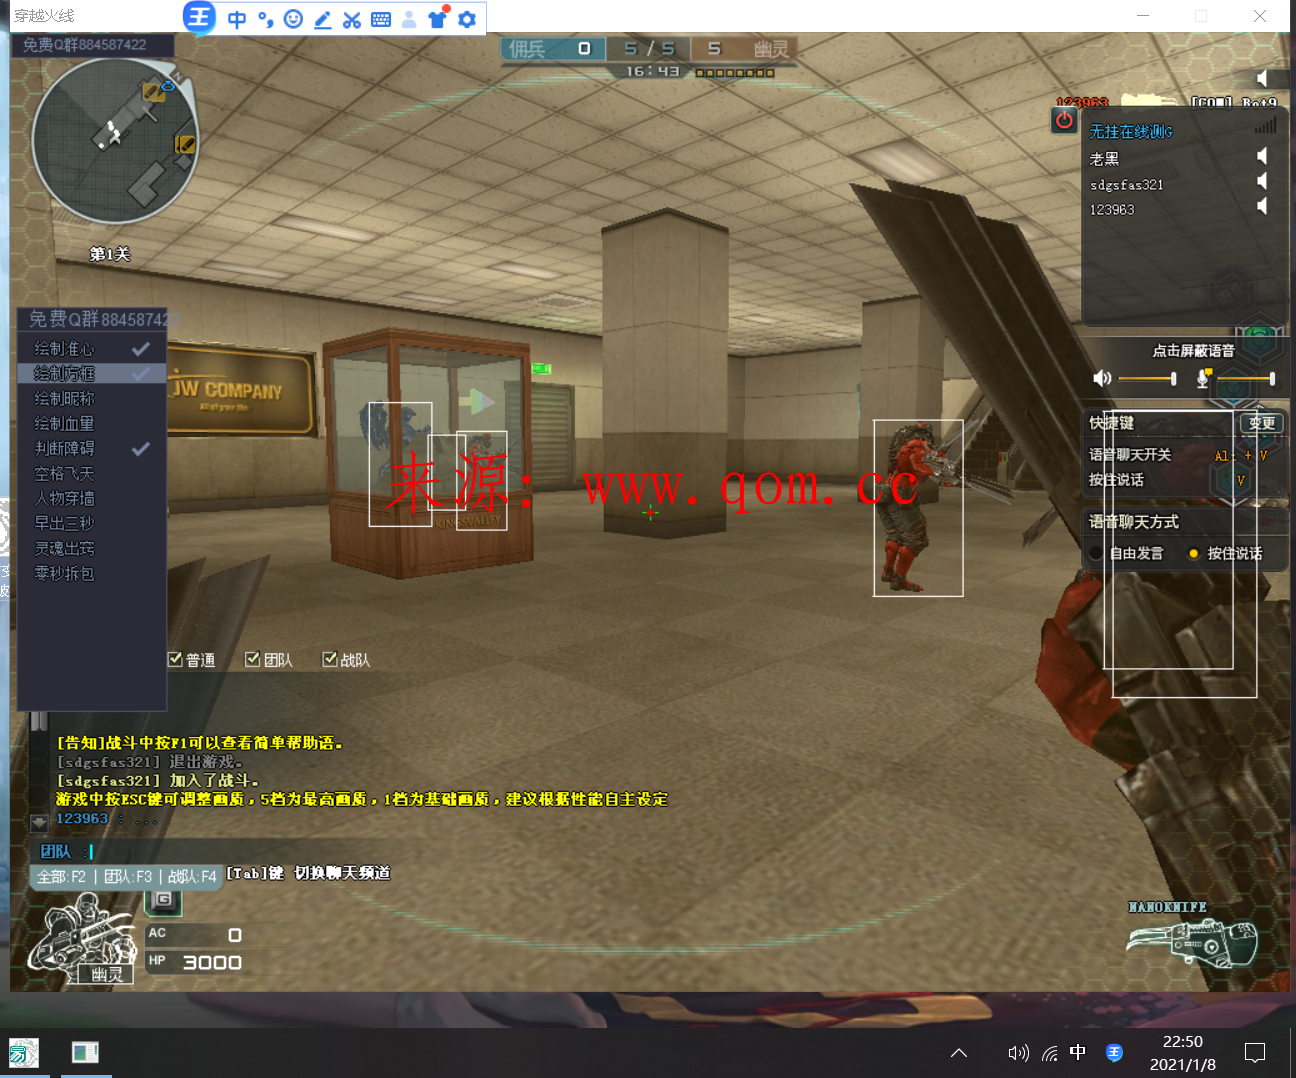 穿越火线
王 中
免费Q群884587422
佣兵 0 5 / 5 5 幽灵
16:43
N
123963 [COM] Bot9
无挂在线测G
老黑
sdgsfas321
123963
第1关
免费Q群884587422
绘制准心
绘制方框
绘制昵称
绘制血量
判断障碍
空格飞天
人物穿墙
早出三秒
灵魂出窍
零秒拆包
JW COMPANY
KINGSVALLEY
来源: www.qom.cc
点击屏蔽语音
快捷键 变更
语音聊天开关 Alt + V
按住说话 V
语音聊天方式
自由发言 按住说话
普通 团队 战队
[告知]战斗中按F1可以查看简单帮助语。
[sdgsfas321] 退出游戏。
[sdgsfas321] 加入了战斗。
游戏中按ESC键可调整画质,5档为最高画质,1档为基础画质,建议根据性能自主设定
123963 : ...
团队 :
全部:F2 | 团队:F3 | 战队:F4 [Tab]键 切换聊天频道
G
AC 0
HP 3000
幽灵
NANOKNIFE
易
中 王 22:50
2021/1/8